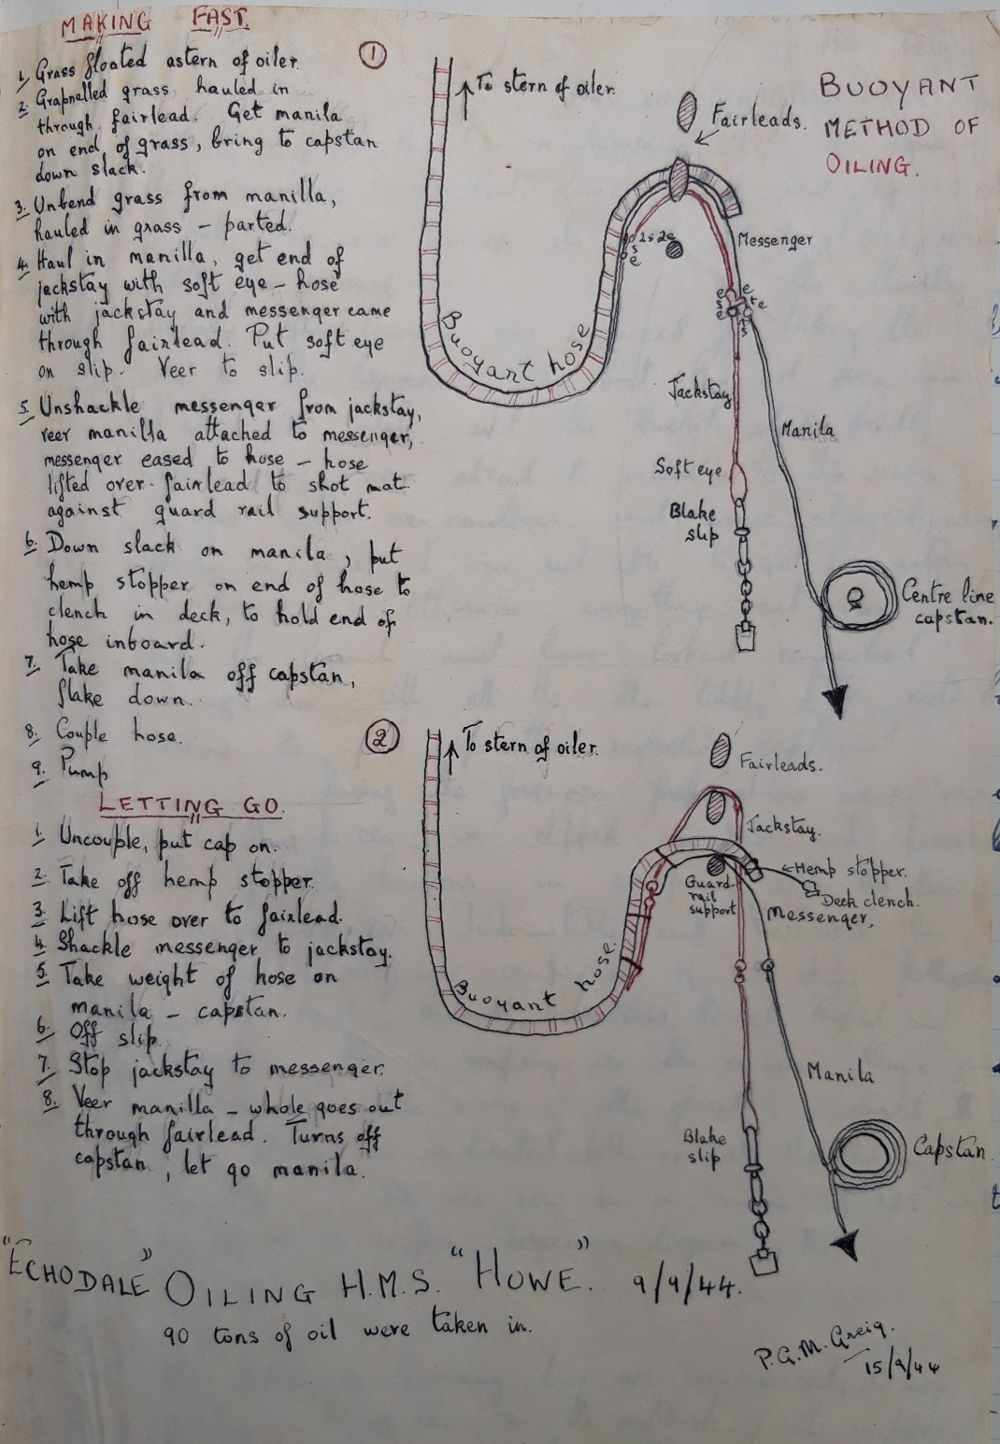 MAKING FAST.
1. Grass floated astern of oiler.
2. Grapnelled grass hauled in
through fairlead. Get manila
on end of grass, bring to capstan
down slack.
3. Unbend grass from manilla,
hauled in grass - parted.
4. Haul in manilla, get end of
jackstay with soft eye - hose
with jackstay and messenger came
through fairlead. Put soft eye
on slip. Veer to slip.
5. Unshackle messenger from jackstay,
veer manilla attached to messenger,
messenger eased to hose - hose
lifted over fairlead to shot mat
against guard rail support.
6. Down slack on manila, put
hemp stopper on end of hose to
clench in deck, to hold end of
hose inboard.
7. Take manila off capstan,
flake down.
8. Couple hose.
9. Pump
LETTING GO.
1. Uncouple, put cap on.
2. Take off hemp stopper.
3. Lift hose over to fairlead.
4. Shackle messenger to jackstay.
5. Take weight of hose on
manila - capstan.
6. Off slip.
7. Stop jackstay to messenger.
8. Veer manilla - whole goes out
through fairlead. Turns off
capstan, let go manila.
BUOYANT
METHOD OF
OILING.
1
To stern of oiler.
Fairleads.
Messenger
Buoyant hose
Jackstay
Manila
Soft eye
Blake
slip
Centre line
capstan.
2
To stern of oiler.
Fairleads.
Jackstay.
Hemp stopper.
Guard
rail
support
Deck clench.
Messenger,
Buoyant hose
Manila
Blake
slip
Capstan.
"ECHODALE" OILING H.M.S. "HOWE". 9/9/44.
90 tons of oil were taken in.
P.G.M. Greig.
15/9/44